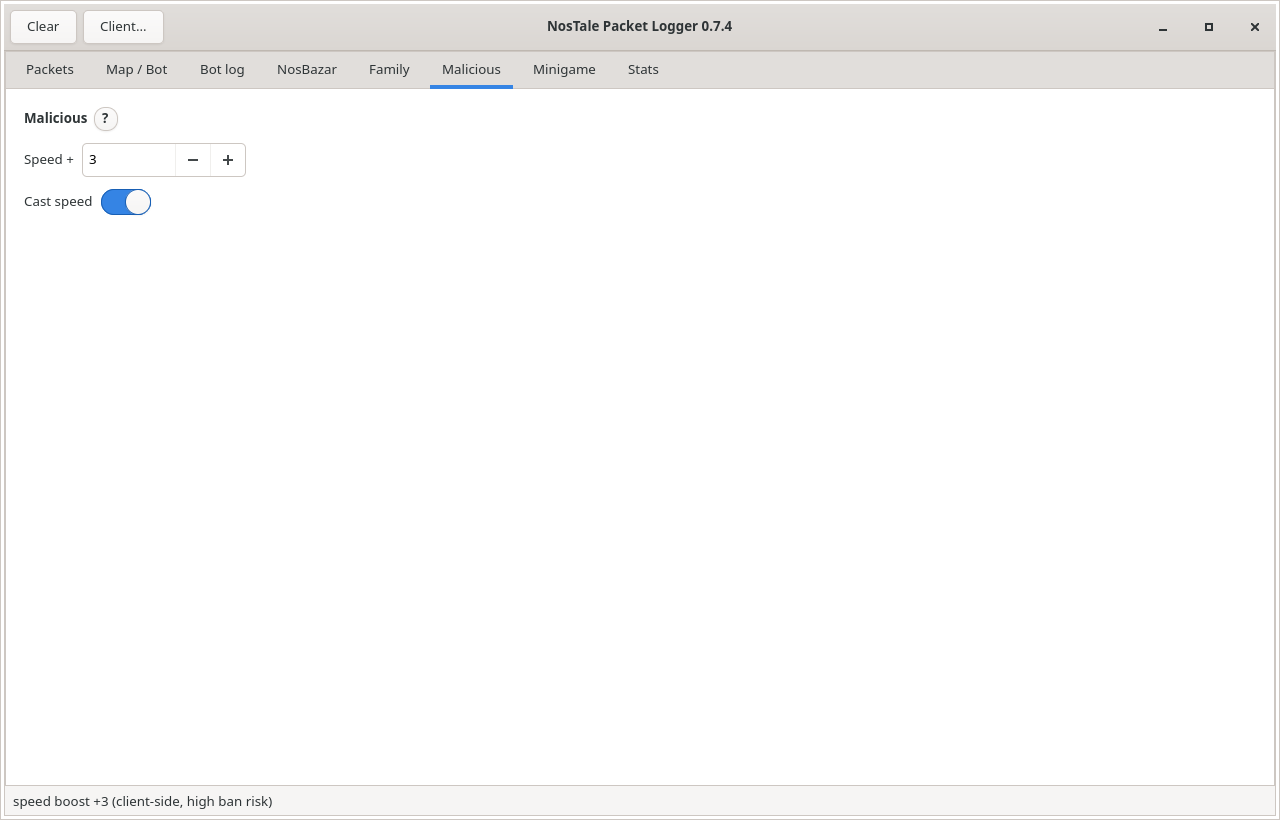 Clear Client... NosTale Packet Logger 0.7.4
Packets Map / Bot Bot log NosBazar Family Malicious Minigame Stats
Malicious ?
Speed + 3
Cast speed
speed boost +3 (client-side, high ban risk)